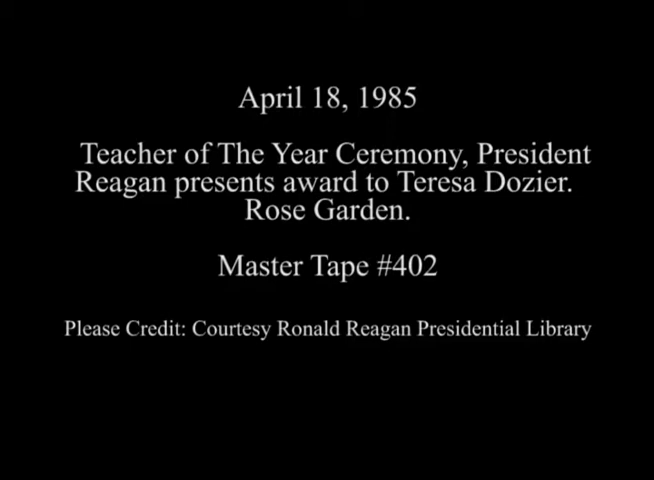 April 18, 1985
Teacher of The Year Ceremony, President
Reagan presents award to Teresa Dozier.
Rose Garden.
Master Tape #402
Please Credit: Courtesy Ronald Reagan Presidential Library